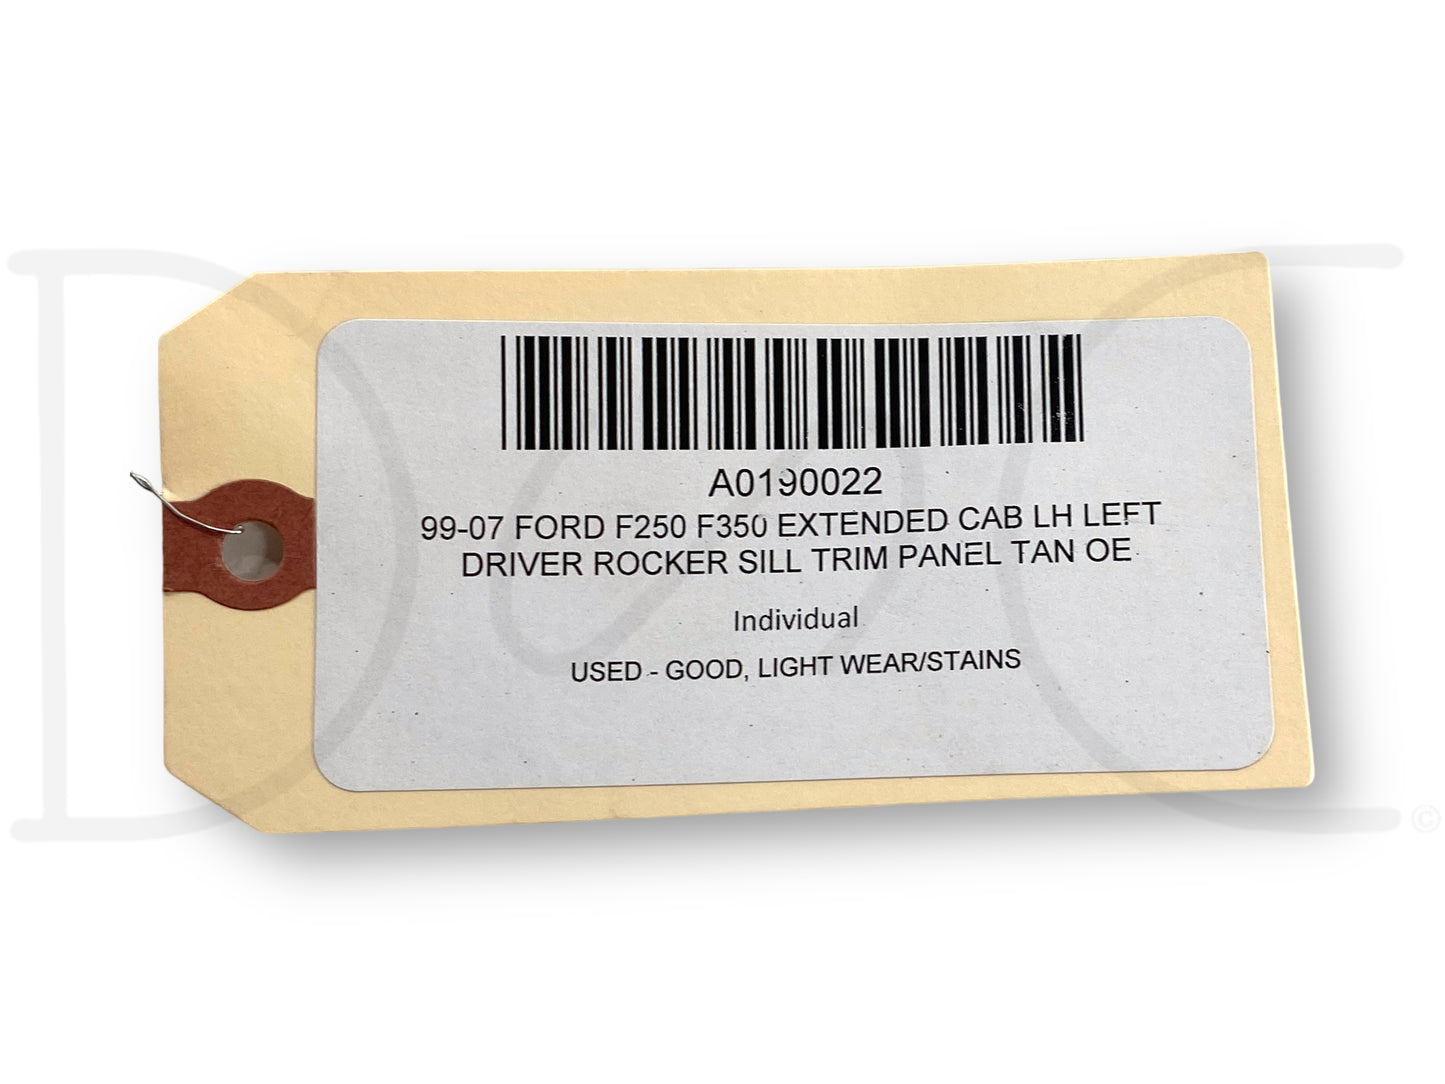 A0190022
99-07 FORD F250 F350 EXTENDED CAB LH LEFT
DRIVER ROCKER SILL TRIM PANEL TAN OE
Individual
USED - GOOD, LIGHT WEAR/STAINS
©